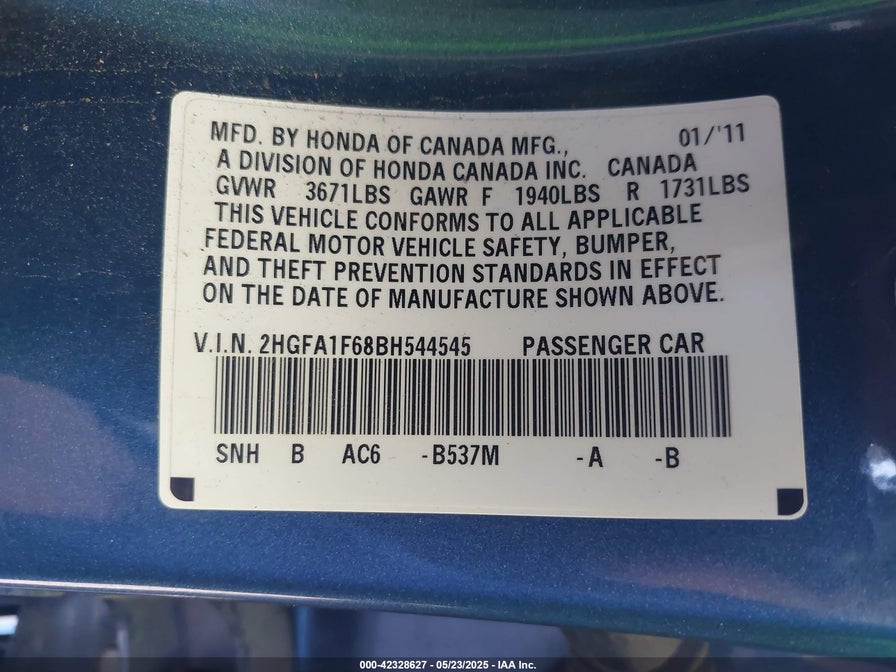 MFD. BY HONDA OF CANADA MFG., 01/'11
A DIVISION OF HONDA CANADA INC. CANADA
GVWR 3671LBS GAWR F 1940LBS R 1731LBS
THIS VEHICLE CONFORMS TO ALL APPLICABLE
FEDERAL MOTOR VEHICLE SAFETY, BUMPER,
AND THEFT PREVENTION STANDARDS IN EFFECT
ON THE DATE OF MANUFACTURE SHOWN ABOVE.
V.I.N. 2HGFA1F68BH544545 PASSENGER CAR
SNH B AC6 -B537M -A -B
000-42328627 - 05/23/2025 - IAA Inc.